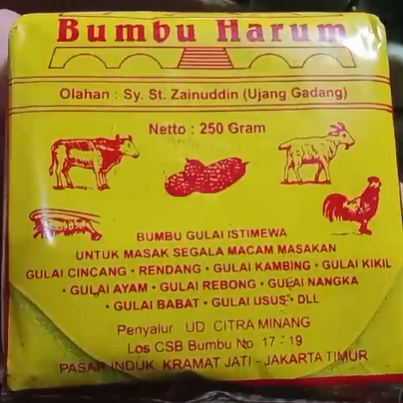 Bumbu Harum
Olahan : Sy. St. Zainuddin (Ujang Gadang)
Netto : 250 Gram
BUMBU GULAI ISTIMEWA
UNTUK MASAK SEGALA MACAM MASAKAN
GULAI CINCANG • RENDANG • GULAI KAMBING • GULAI KIKIL
• GULAI AYAM • GULAI REBONG • GULAI NANGKA
• GULAI BABAT • GULAI USUS • DLL
Penyalur UD CITRA MINANG
Los CSB Bumbu No 17 - 19
PASAR INDUK KRAMAT JATI - JAKARTA TIMUR